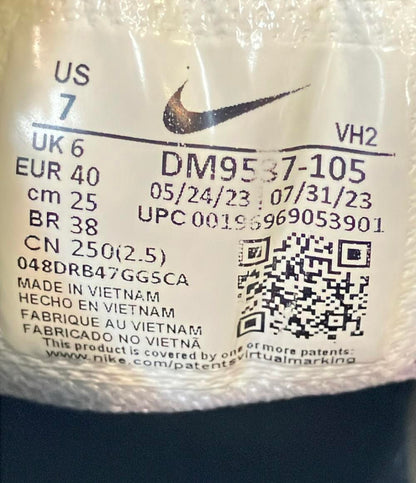 US
7
VH2
UK 6
EUR 40
cm 25
BR 38
CN 250(2.5)
DM9537-105
05/24/23 07/31/23
UPC 00196969053901
048DRB47GG5CA
MADE IN VIETNAM
HECHO EN VIETNAM
FABRIQUE AU VIETNAM
FABRICADO NO VIETNÃ
This product is covered by one or more patents:
www.nike.com/patentsvirtualmarking